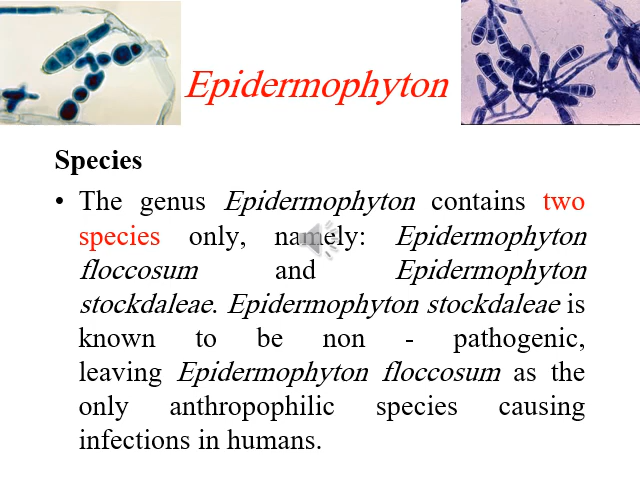 Epidermophyton
Species
• The genus Epidermophyton contains two
species only, namely: Epidermophyton
floccosum and Epidermophyton
stockdaleae. Epidermophyton stockdaleae is
known to be non - pathogenic,
leaving Epidermophyton floccosum as the
only anthropophilic species causing
infections in humans.